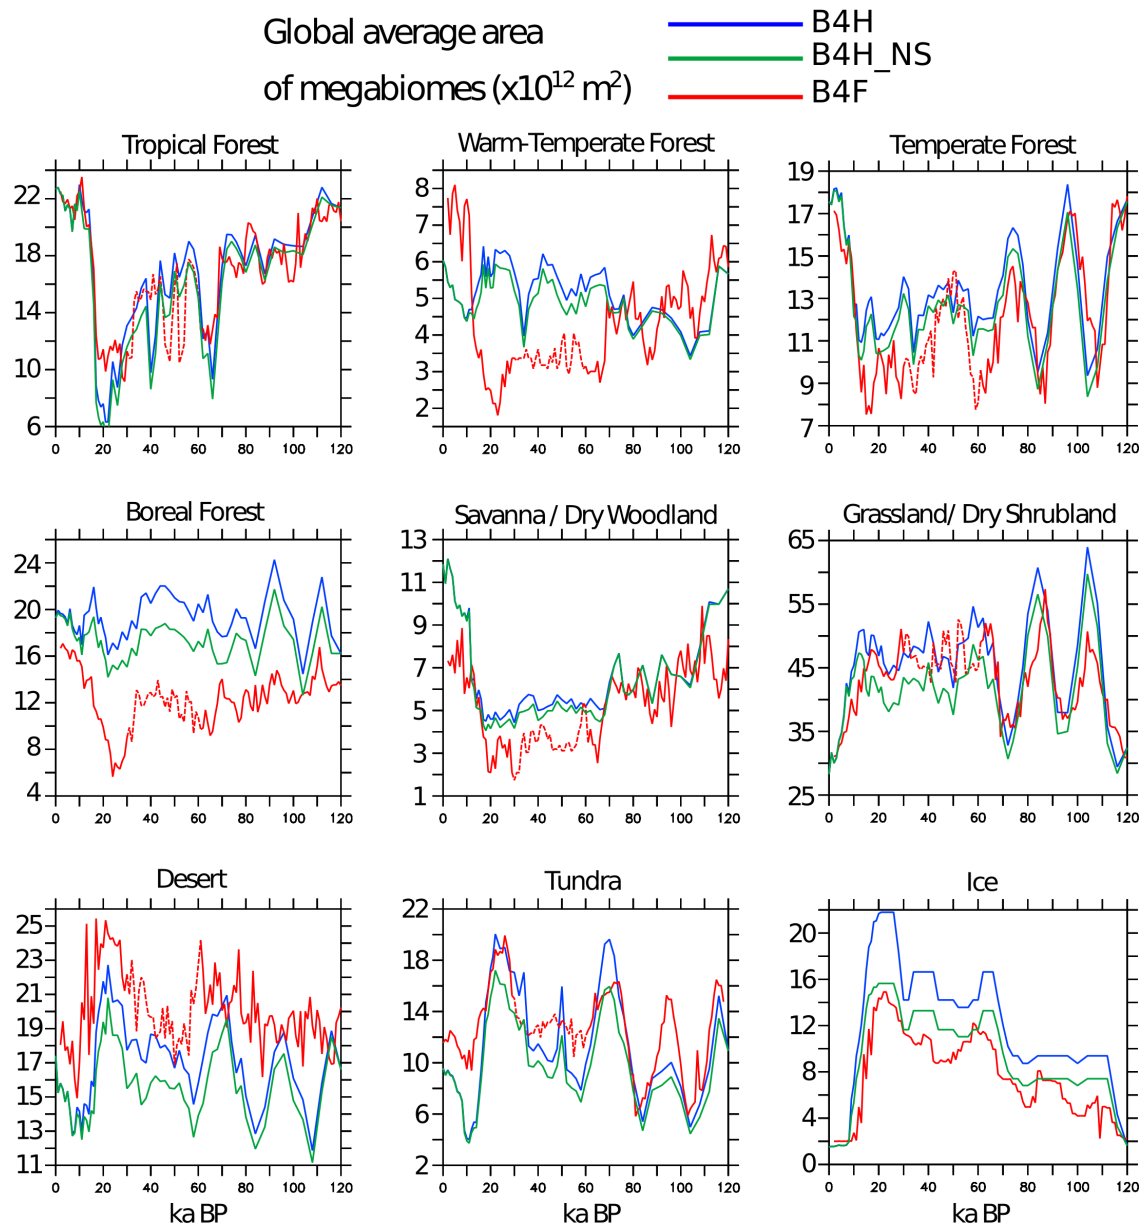 Global average area
of megabiomes (x10¹² m²)
B4H
B4H_NS
B4F
Tropical Forest
22
18
14
10
6
0 20 40 60 80 100 120
Warm-Temperate Forest
8
7
6
5
4
3
2
0 20 40 60 80 100 120
Temperate Forest
19
17
15
13
11
9
7
0 20 40 60 80 100 120
Boreal Forest
24
20
16
12
8
4
0 20 40 60 80 100 120
Savanna / Dry Woodland
13
11
9
7
5
3
1
0 20 40 60 80 100 120
Grassland/ Dry Shrubland
65
55
45
35
25
0 20 40 60 80 100 120
Desert
25
23
21
19
17
15
13
11
0 20 40 60 80 100 120
ka BP
Tundra
22
18
14
10
6
2
0 20 40 60 80 100 120
ka BP
Ice
20
16
12
8
4
0
0 20 40 60 80 100 120
ka BP